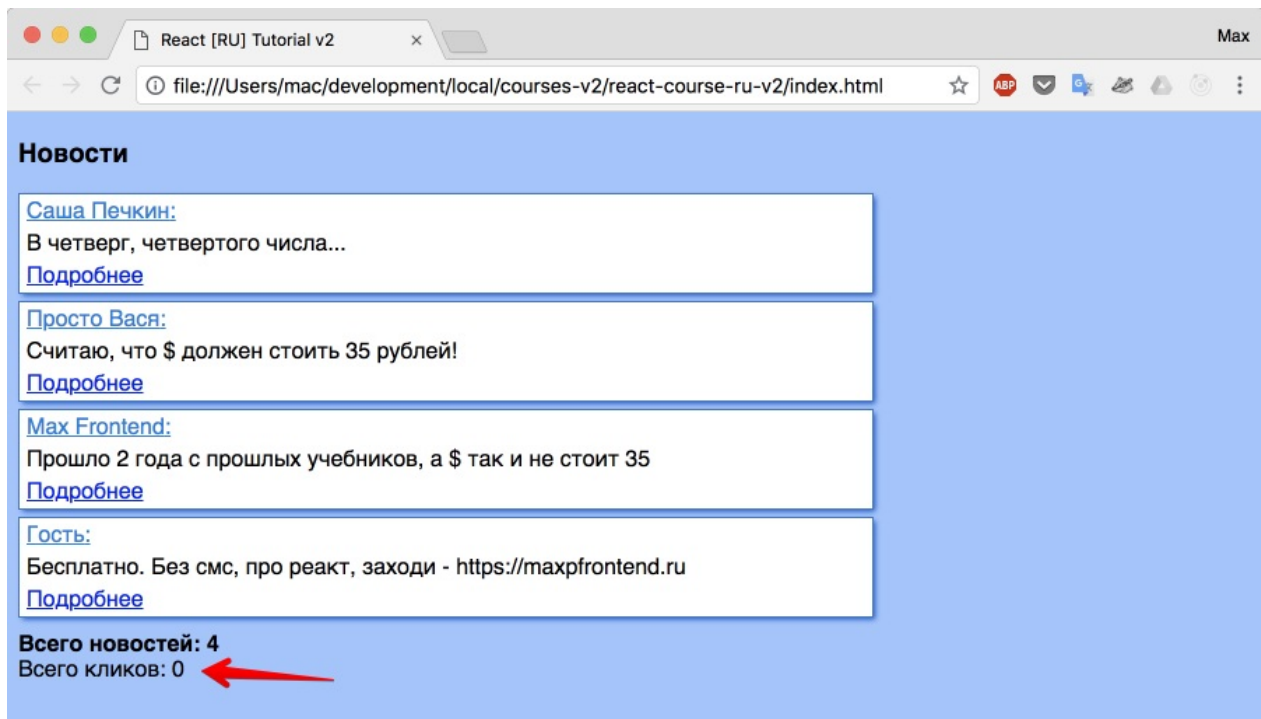 React [RU] Tutorial v2
Max
file:///Users/mac/development/local/courses-v2/react-course-ru-v2/index.html
ABP
Новости
Саша Печкин:
В четверг, четвертого числа...
Подробнее
Просто Вася:
Считаю, что $ должен стоить 35 рублей!
Подробнее
Max Frontend:
Прошло 2 года с прошлых учебников, а $ так и не стоит 35
Подробнее
Гость:
Бесплатно. Без смс, про реакт, заходи - https://maxpfrontend.ru
Подробнее
Всего новостей: 4
Всего кликов: 0